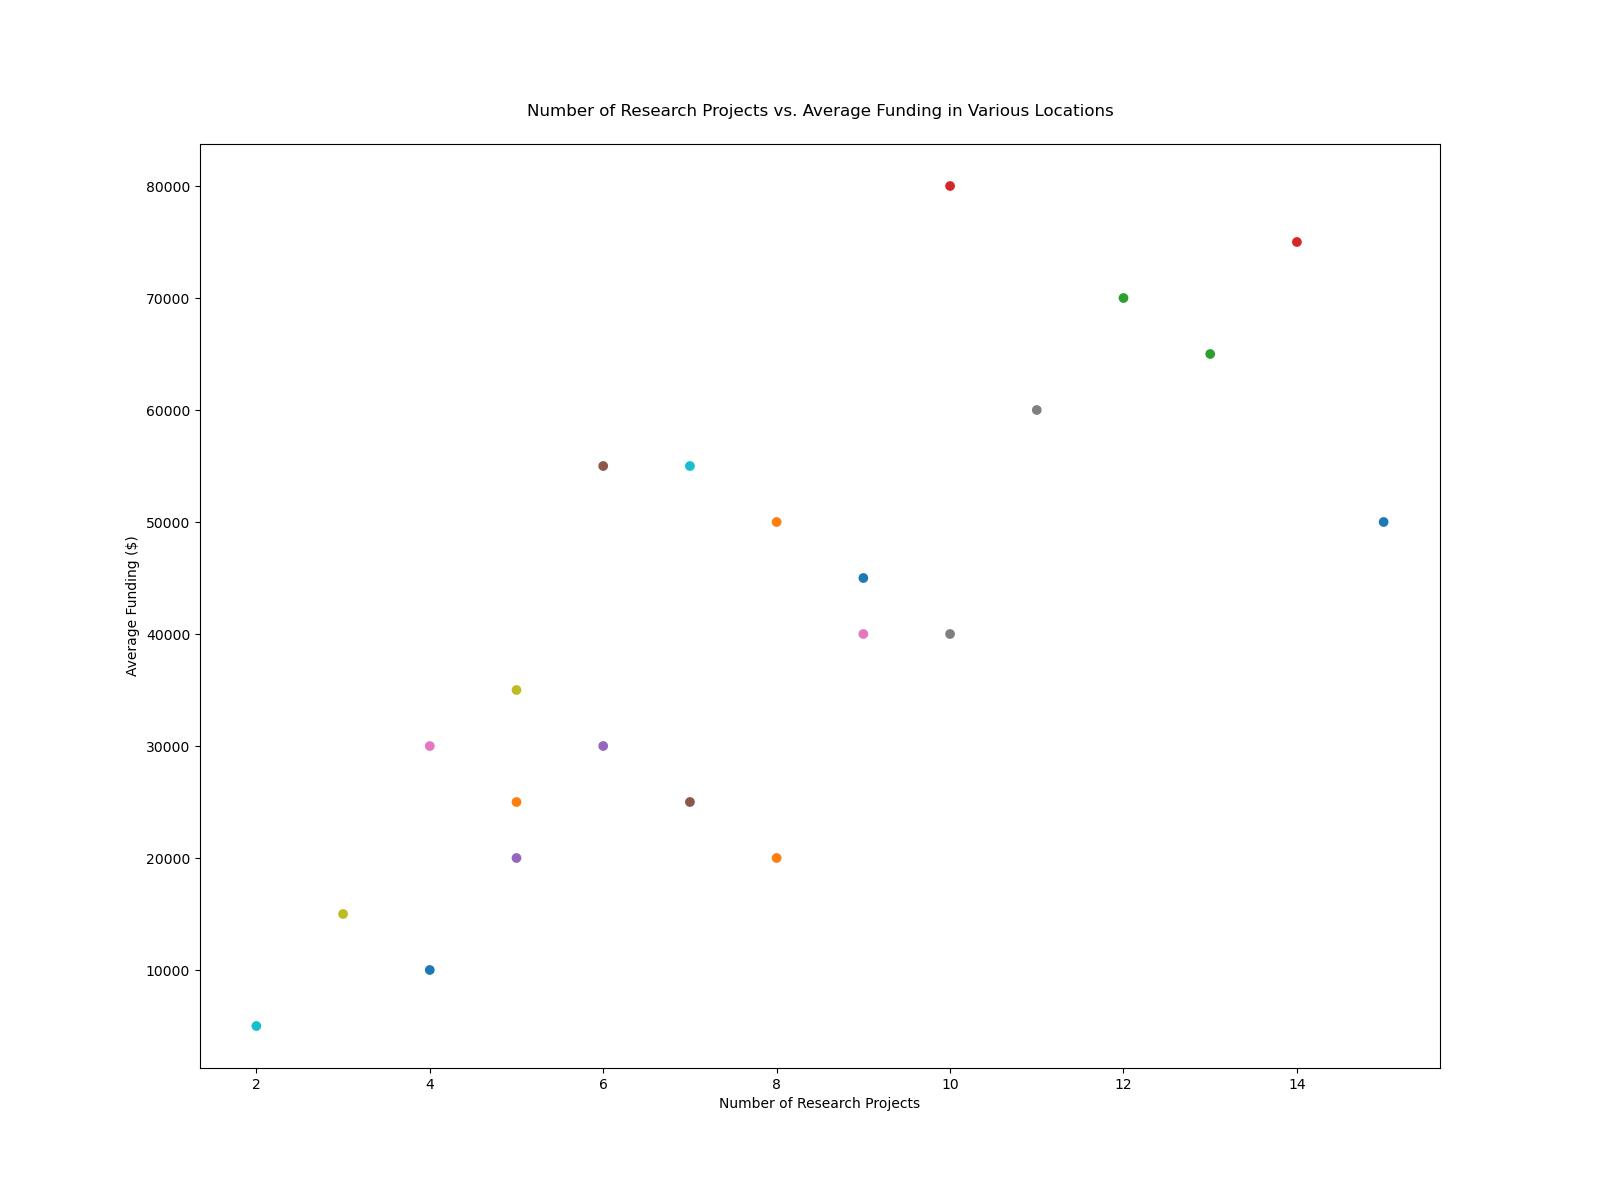 Number of Research Projects vs. Average Funding in Various Locations
80000
70000
60000
50000
40000
30000
20000
10000
Average Funding ($)
2 4 6 8 10 12 14
Number of Research Projects